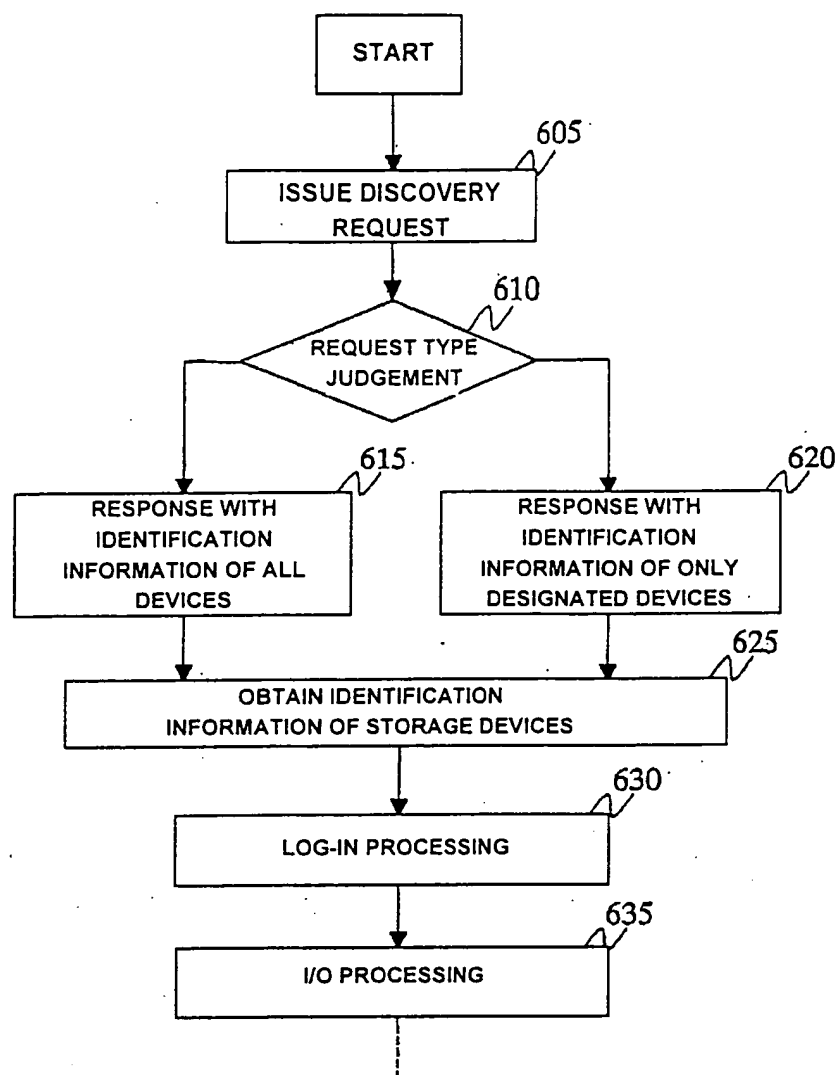 START
605
ISSUE DISCOVERY
REQUEST
610
REQUEST TYPE
JUDGEMENT
615
RESPONSE WITH
IDENTIFICATION
INFORMATION OF ALL
DEVICES
620
RESPONSE WITH
IDENTIFICATION
INFORMATION OF ONLY
DESIGNATED DEVICES
625
OBTAIN IDENTIFICATION
INFORMATION OF STORAGE DEVICES
630
LOG-IN PROCESSING
635
I/O PROCESSING